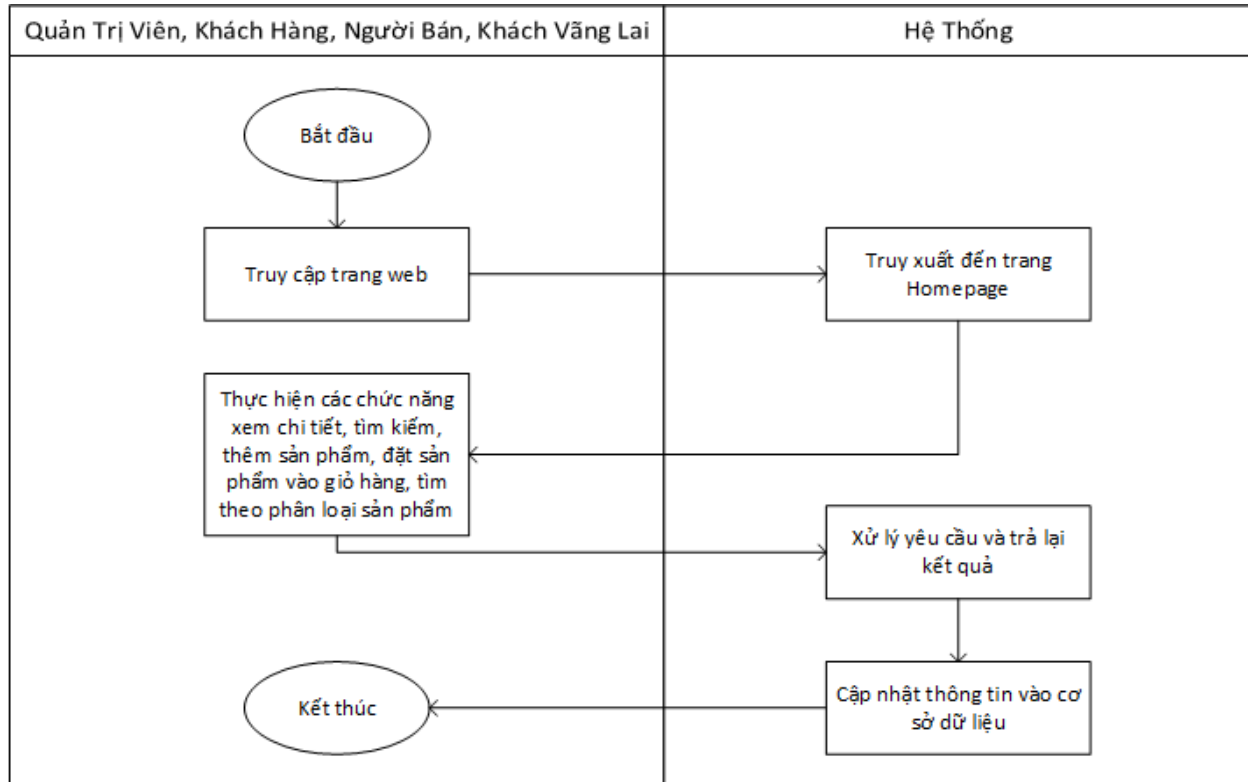 Quản Trị Viên, Khách Hàng, Người Bán, Khách Vãng Lai
Hệ Thống
Bắt đầu
Truy cập trang web
Truy xuất đến trang
Homepage
Thực hiện các chức năng
xem chi tiết, tìm kiếm,
thêm sản phẩm, đặt sản
phẩm vào giỏ hàng, tìm
theo phân loại sản phẩm
Xử lý yêu cầu và trả lại
kết quả
Cập nhật thông tin vào cơ
sở dữ liệu
Kết thúc